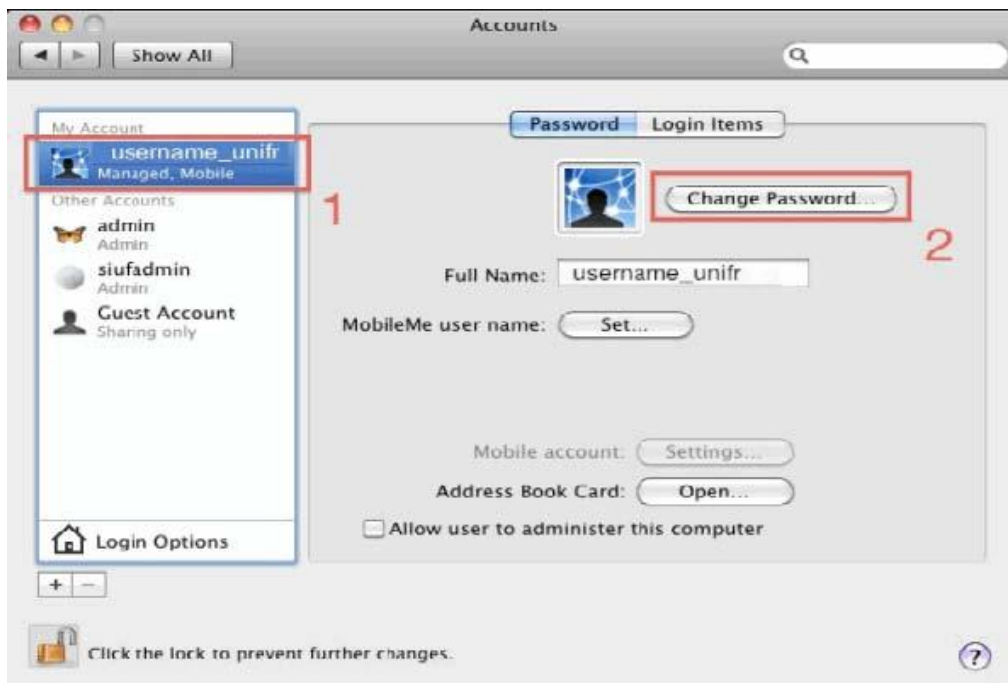 Accounts
Show All
My Account
username_unifr
Managed, Mobile
Other Accounts
admin
Admin
siufadmin
Admin
Guest Account
Sharing only
Login Options
+ −
1
Password Login Items
Change Password...
2
Full Name: username_unifr
MobileMe user name: Set...
Mobile account: Settings...
Address Book Card: Open...
Allow user to administer this computer
Click the lock to prevent further changes.
?